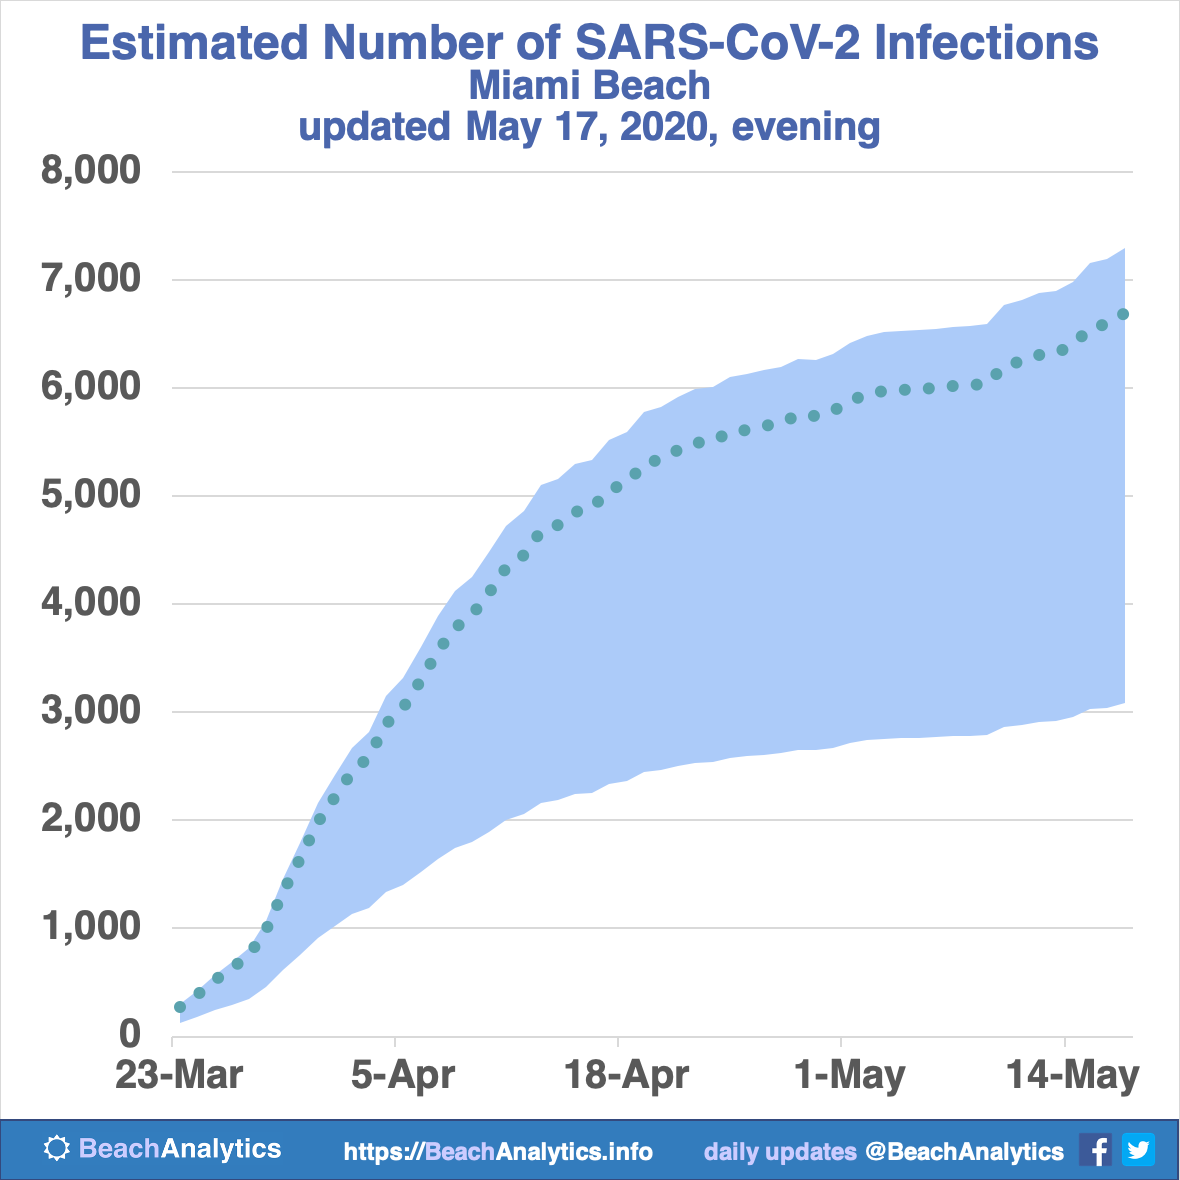 Estimated Number of SARS-CoV-2 Infections
Miami Beach
updated May 17, 2020, evening
8,000
7,000
6,000
5,000
4,000
3,000
2,000
1,000
0
23-Mar 5-Apr 18-Apr 1-May 14-May
BeachAnalytics https://BeachAnalytics.info daily updates @BeachAnalytics f